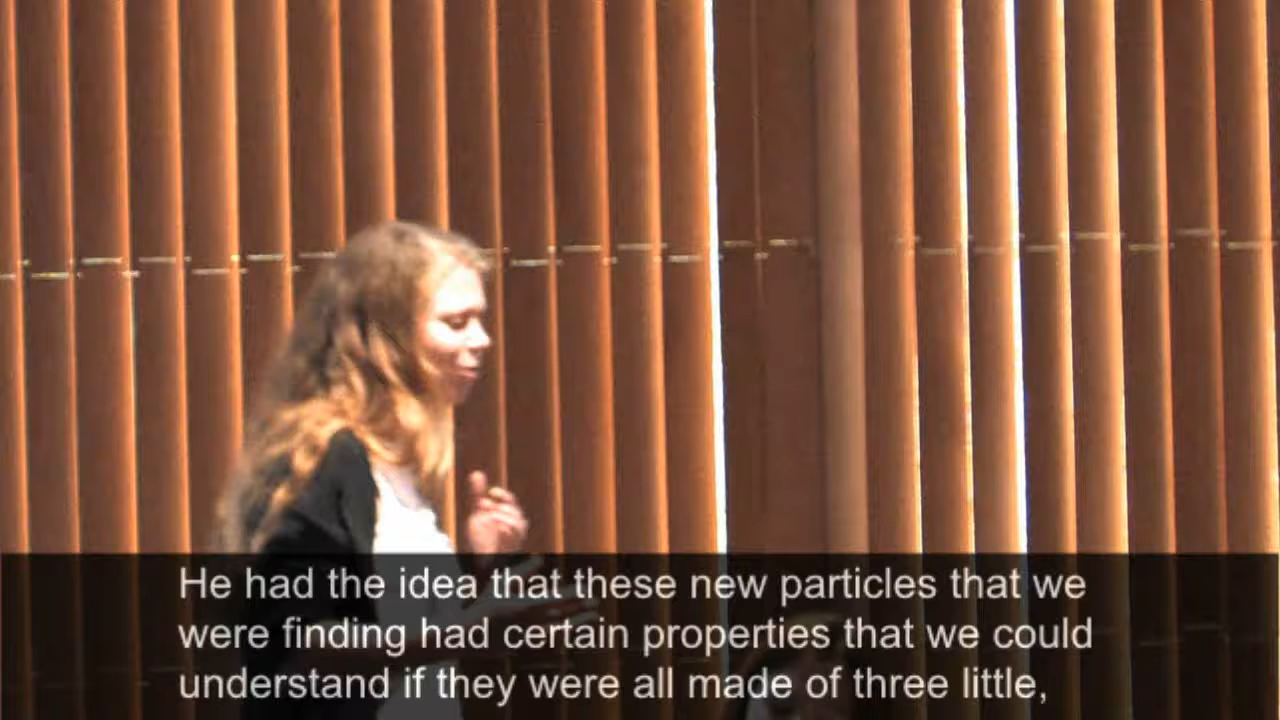 He had the idea that these new particles that we
were finding had certain properties that we could
understand if they were all made of three little,